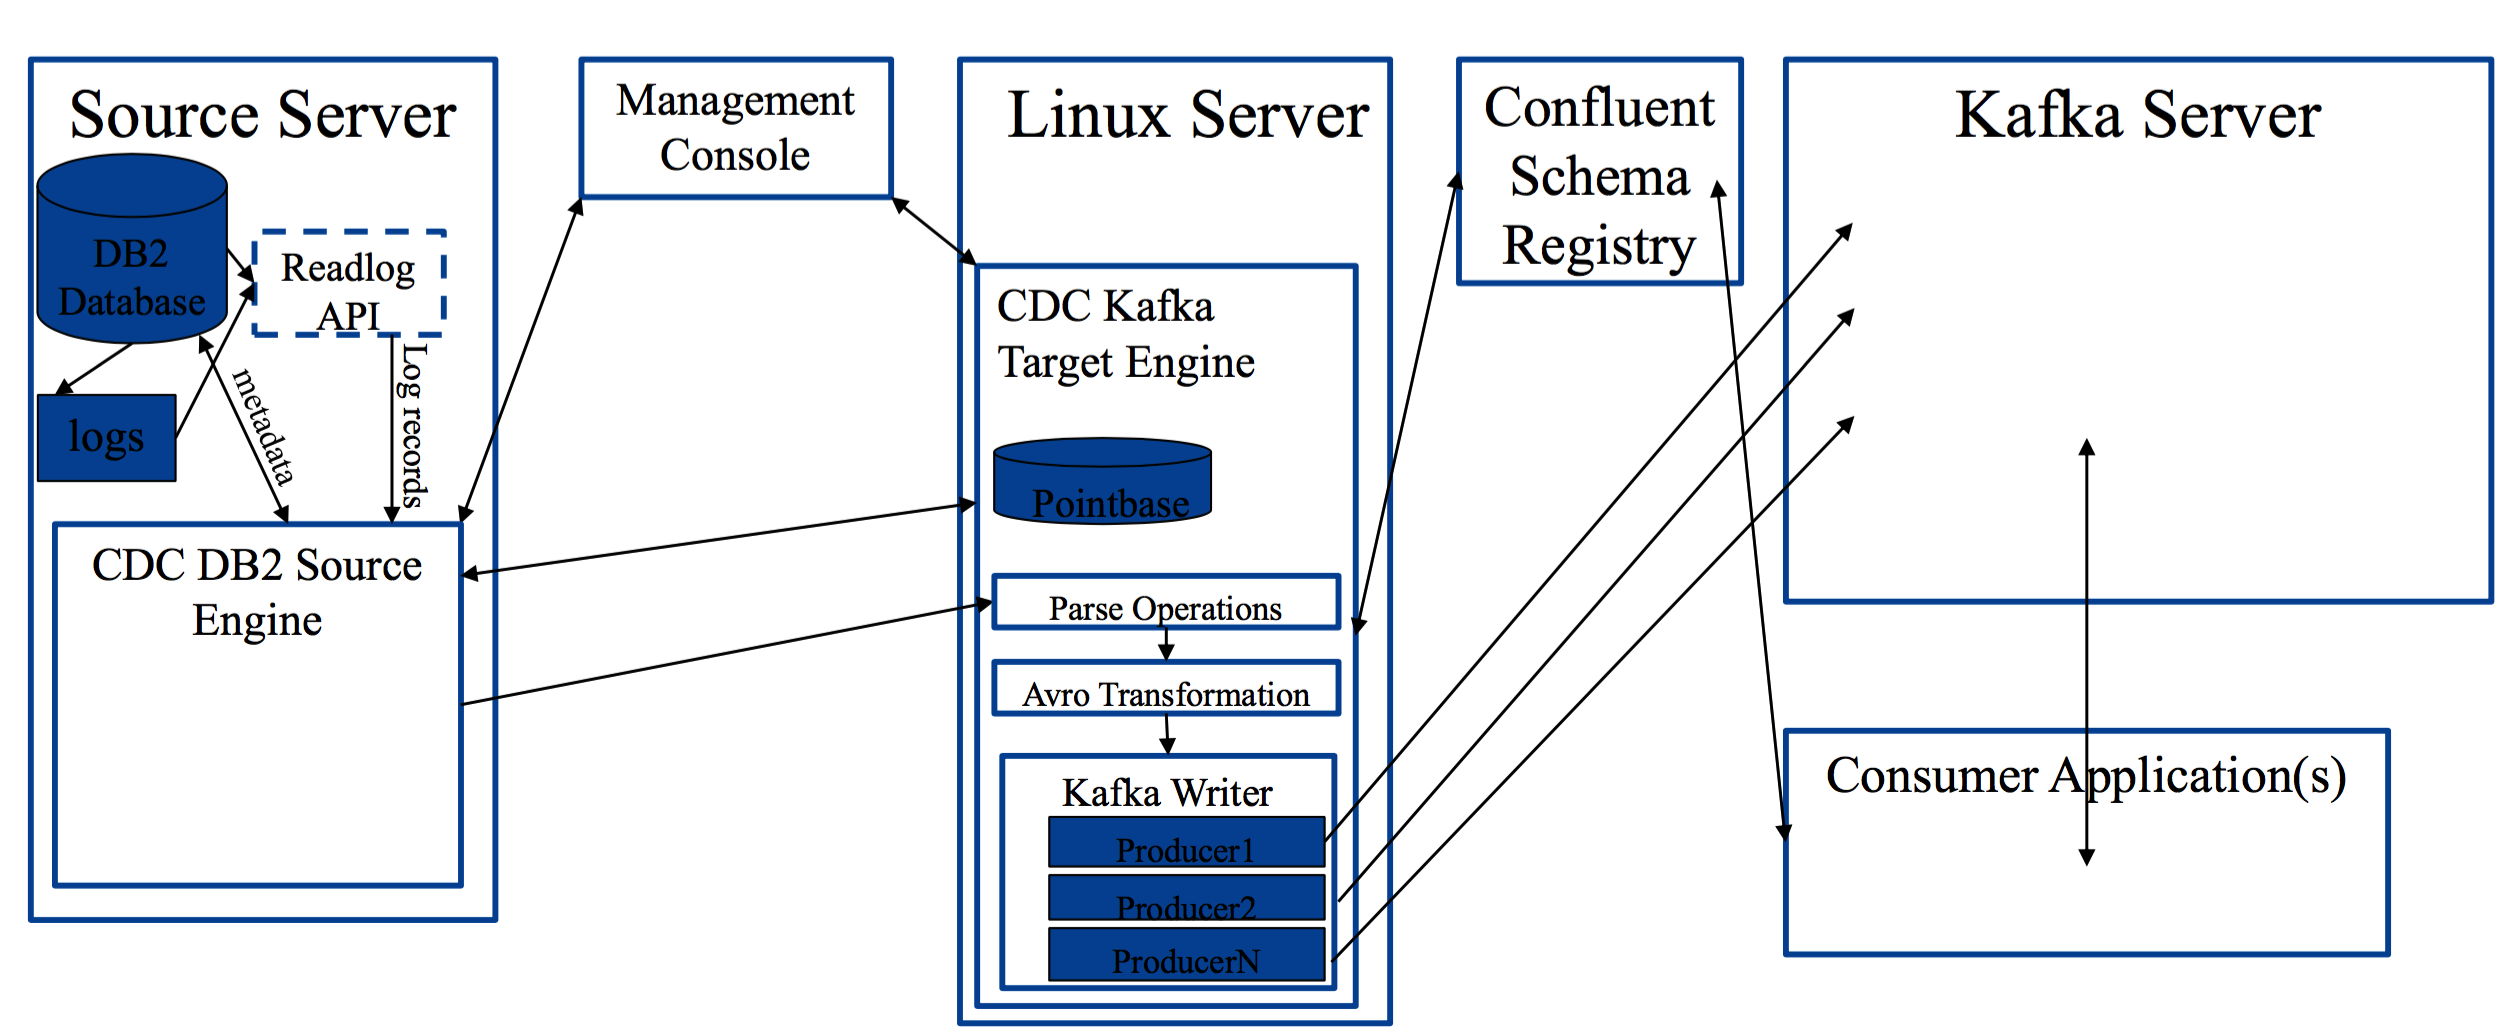 Source Server
DB2
Database
Readlog
API
logs
metadata
Log records
CDC DB2 Source
Engine
Management
Console
Linux Server
CDC Kafka
Target Engine
Pointbase
Parse Operations
Avro Transformation
Kafka Writer
Producer1
Producer2
ProducerN
Confluent
Schema
Registry
Kafka Server
Consumer Application(s)